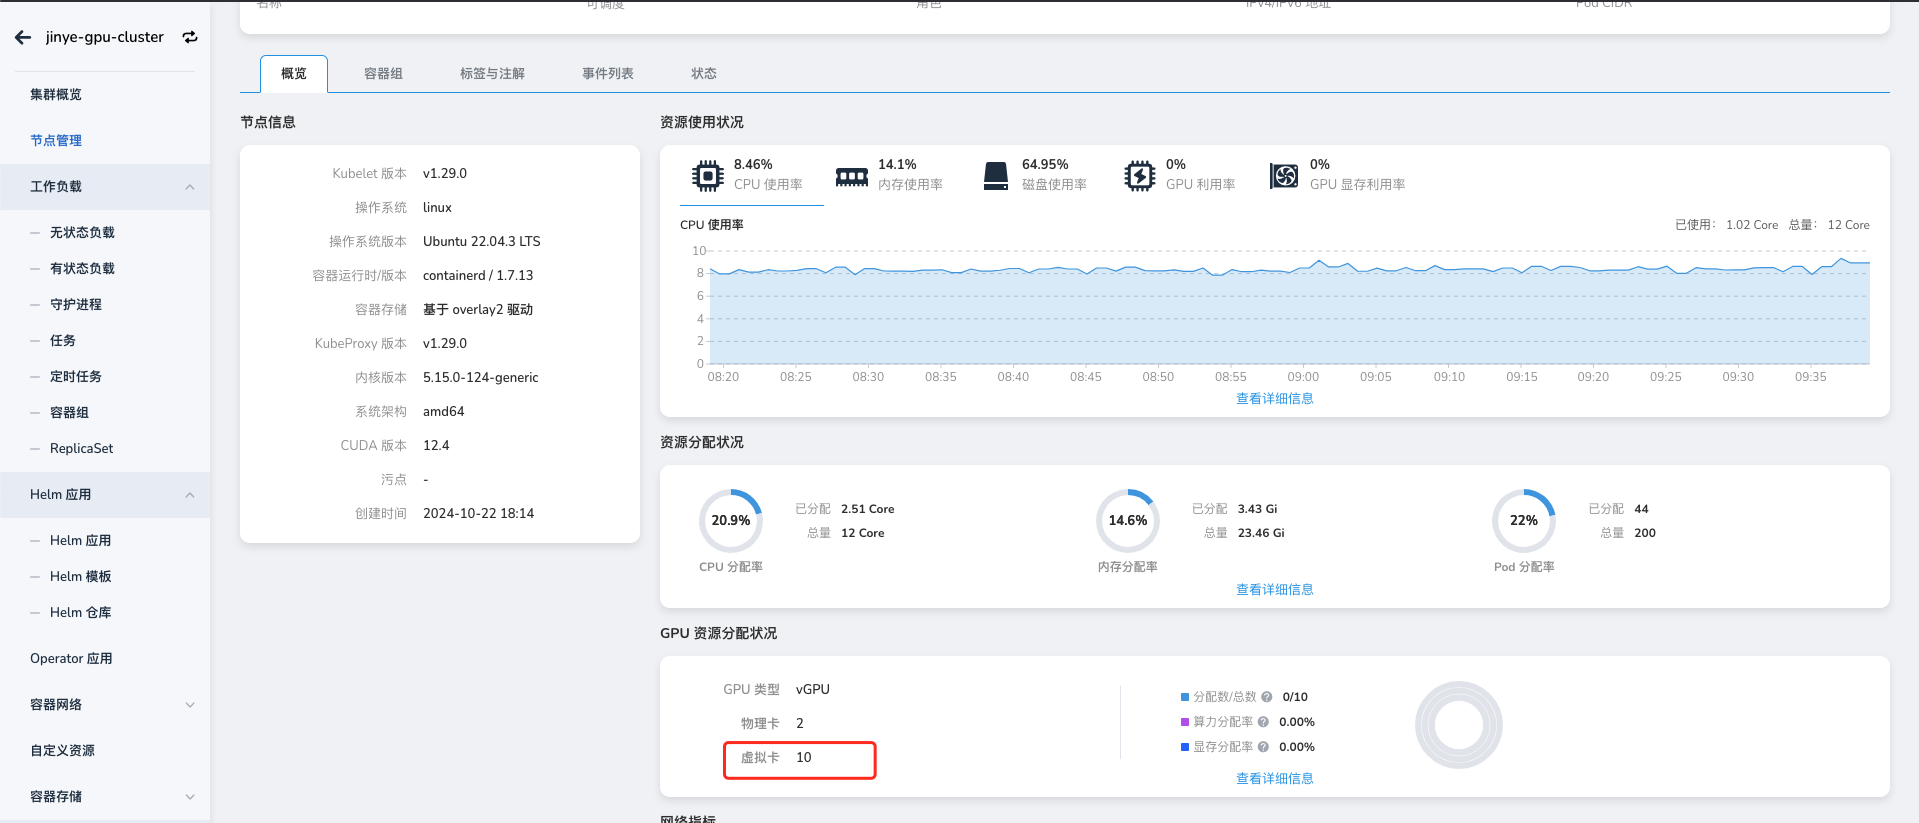 jinye-gpu-cluster
集群概览
节点管理
工作负载
无状态负载
有状态负载
守护进程
任务
定时任务
容器组
ReplicaSet
Helm 应用
Helm 应用
Helm 模板
Helm 仓库
Operator 应用
容器网络
自定义资源
容器存储
名称 可调度 角色 IPv4/IPv6 地址 Pod CIDR
概览 容器组 标签与注解 事件列表 状态
节点信息
Kubelet 版本 v1.29.0
操作系统 linux
操作系统版本 Ubuntu 22.04.3 LTS
容器运行时/版本 containerd / 1.7.13
容器存储 基于 overlay2 驱动
KubeProxy 版本 v1.29.0
内核版本 5.15.0-124-generic
系统架构 amd64
CUDA 版本 12.4
污点 -
创建时间 2024-10-22 18:14
资源使用状况
8.46% 14.1% 64.95% 0% 0%
CPU 使用率 内存使用率 磁盘使用率 GPU 利用率 GPU 显存利用率
CPU 使用率 已使用： 1.02 Core 总量： 12 Core
10
8
6
4
2
0
08:20 08:25 08:30 08:35 08:40 08:45 08:50 08:55 09:00 09:05 09:10 09:15 09:20 09:25 09:30 09:35
查看详细信息
资源分配状况
20.9% 已分配 2.51 Core 14.6% 已分配 3.43 Gi 22% 已分配 44
总量 12 Core 总量 23.46 Gi 总量 200
CPU 分配率 内存分配率 Pod 分配率
查看详细信息
GPU 资源分配状况
GPU 类型 vGPU
物理卡 2
虚拟卡 10
分配数/总数 0/10
算力分配率 0.00%
显存分配率 0.00%
查看详细信息
网络指标